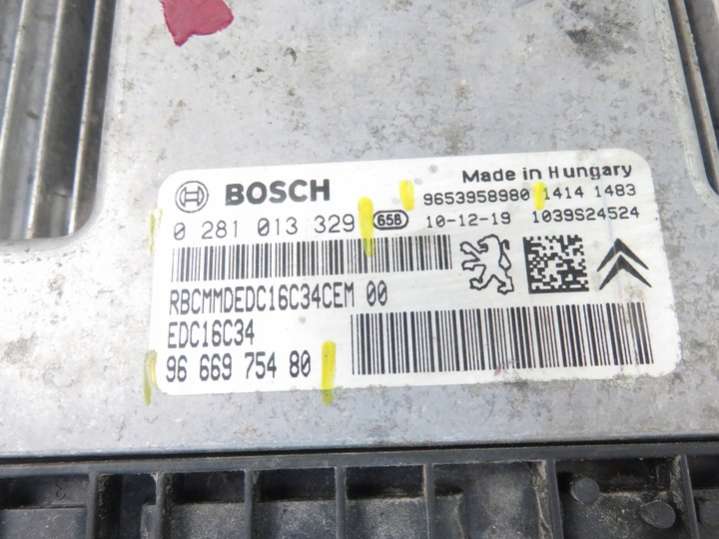 BOSCH Made in Hungary
9653958980 1414 1483
0 281 013 329 658 10-12-19 1039S24524
RBCMMDEDC16C34CEM 00
EDC16C34
96 669 754 80